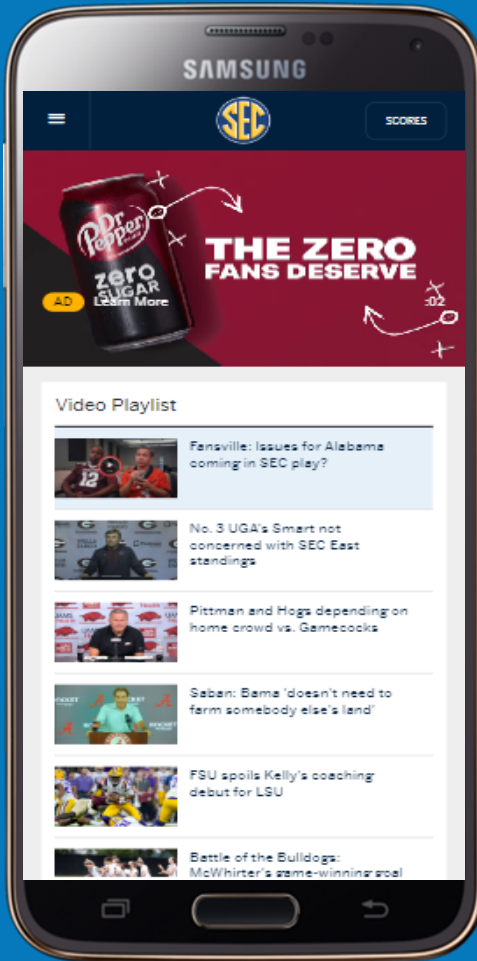 SAMSUNG
SEC
SCORES
Dr Pepper
zero
SUGAR
THE ZERO
FANS DESERVE
AD Learn More :02
Video Playlist
Fansville: Issues for Alabama
coming in SEC play?
12
No. 3 UGA's Smart not
concerned with SEC East
standings
Pittman and Hogs depending on
home crowd vs. Gamecocks
Saban: Bama 'doesn't need to
farm somebody else's land'
FSU spoils Kelly's coaching
debut for LSU
Battle of the Bulldogs:
McWhirter's game-winning goal